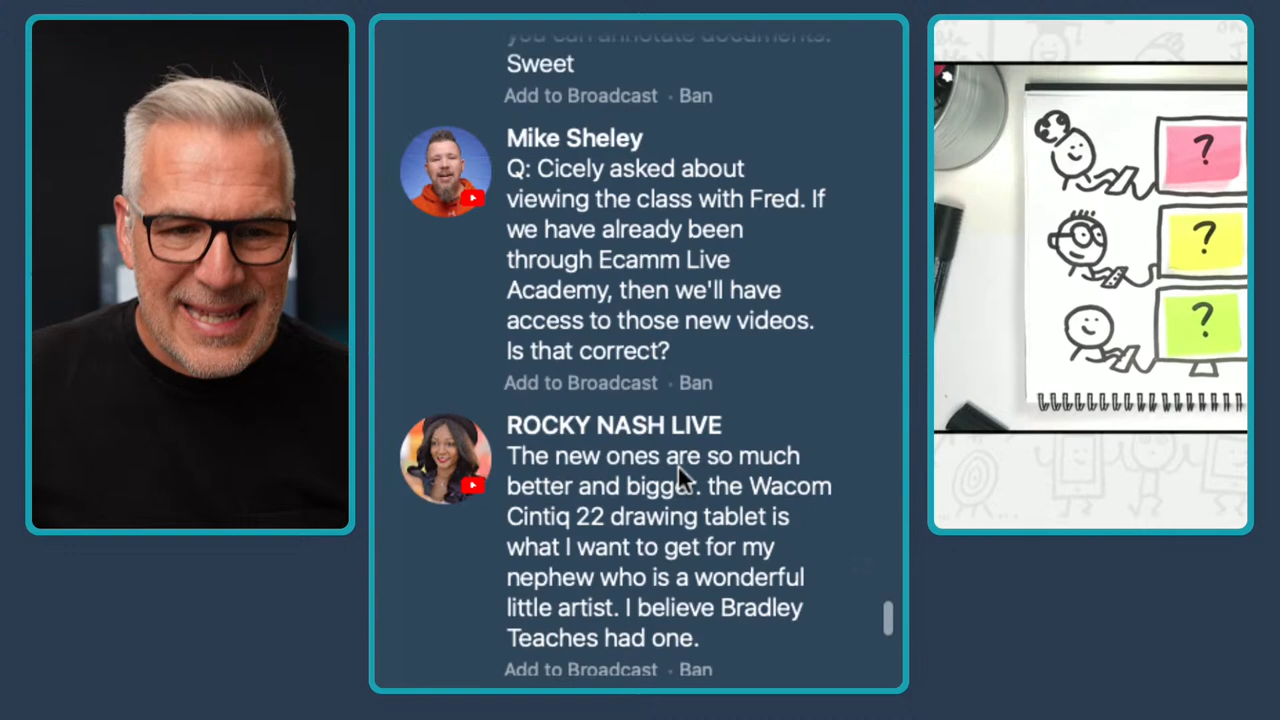 you can annotate documents.
Sweet
Add to Broadcast · Ban
Mike Sheley
Q: Cicely asked about
viewing the class with Fred. If
we have already been
through Ecamm Live
Academy, then we'll have
access to those new videos.
Is that correct?
Add to Broadcast · Ban
ROCKY NASH LIVE
The new ones are so much
better and bigger. the Wacom
Cintiq 22 drawing tablet is
what I want to get for my
nephew who is a wonderful
little artist. I believe Bradley
Teaches had one.
Add to Broadcast · Ban
?
?
?